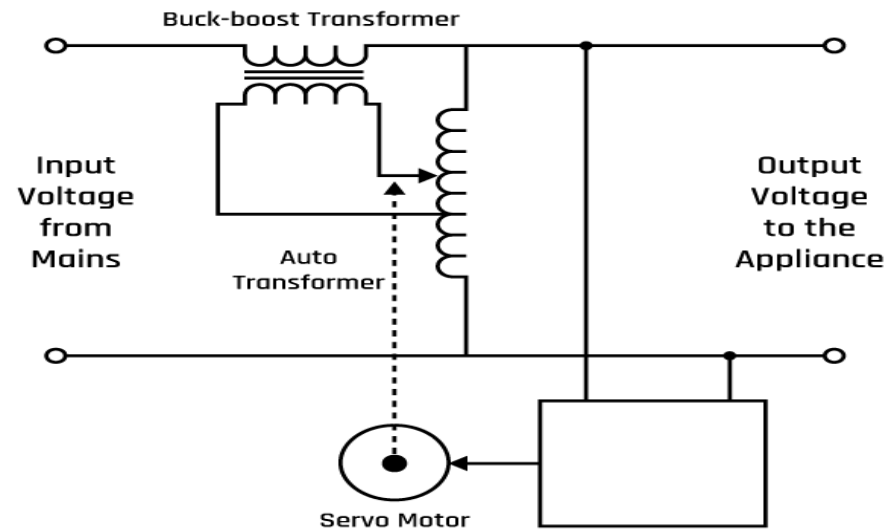 Buck-boost Transformer
Input
Voltage
from
Mains
Output
Voltage
to the
Appliance
Auto
Transformer
Servo Motor